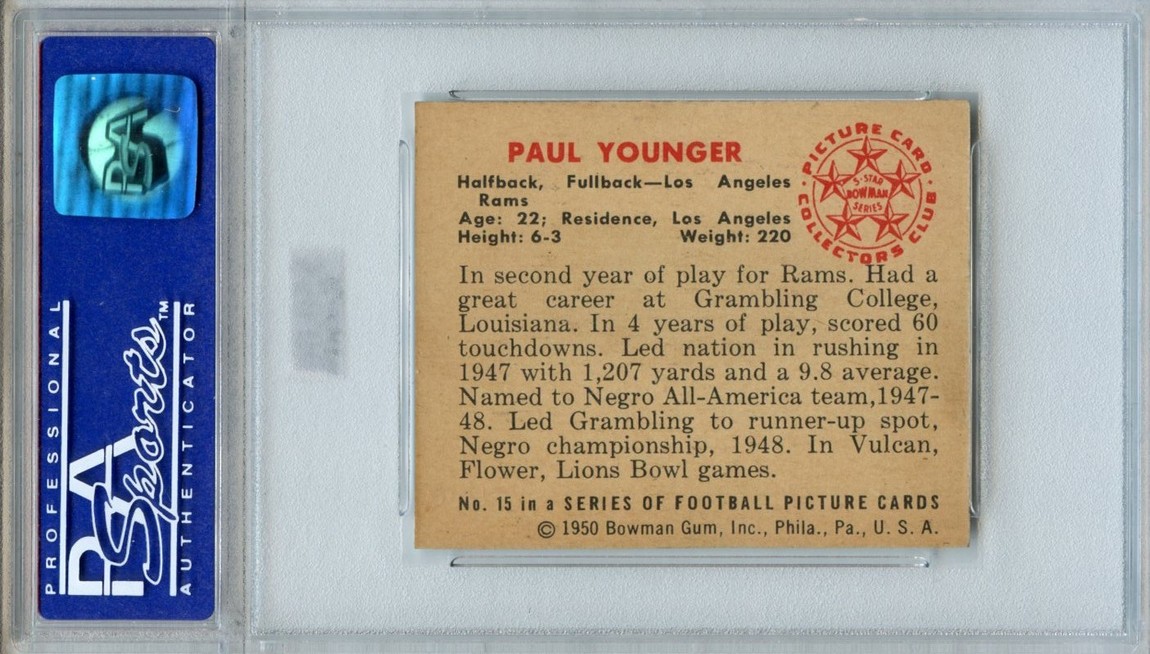 PSA
PROFESSIONAL
PSA Sports™
AUTHENTICATOR
PAUL YOUNGER
Halfback, Fullback—Los Angeles
Rams
Age: 22; Residence, Los Angeles
Height: 6-3 Weight: 220
PICTURE CARD
5-STAR
BOWMAN
SERIES
COLLECTORS CLUB
In second year of play for Rams. Had a
great career at Grambling College,
Louisiana. In 4 years of play, scored 60
touchdowns. Led nation in rushing in
1947 with 1,207 yards and a 9.8 average.
Named to Negro All-America team,1947-
48. Led Grambling to runner-up spot,
Negro championship, 1948. In Vulcan,
Flower, Lions Bowl games.
No. 15 in a SERIES OF FOOTBALL PICTURE CARDS
© 1950 Bowman Gum, Inc., Phila., Pa., U. S. A.